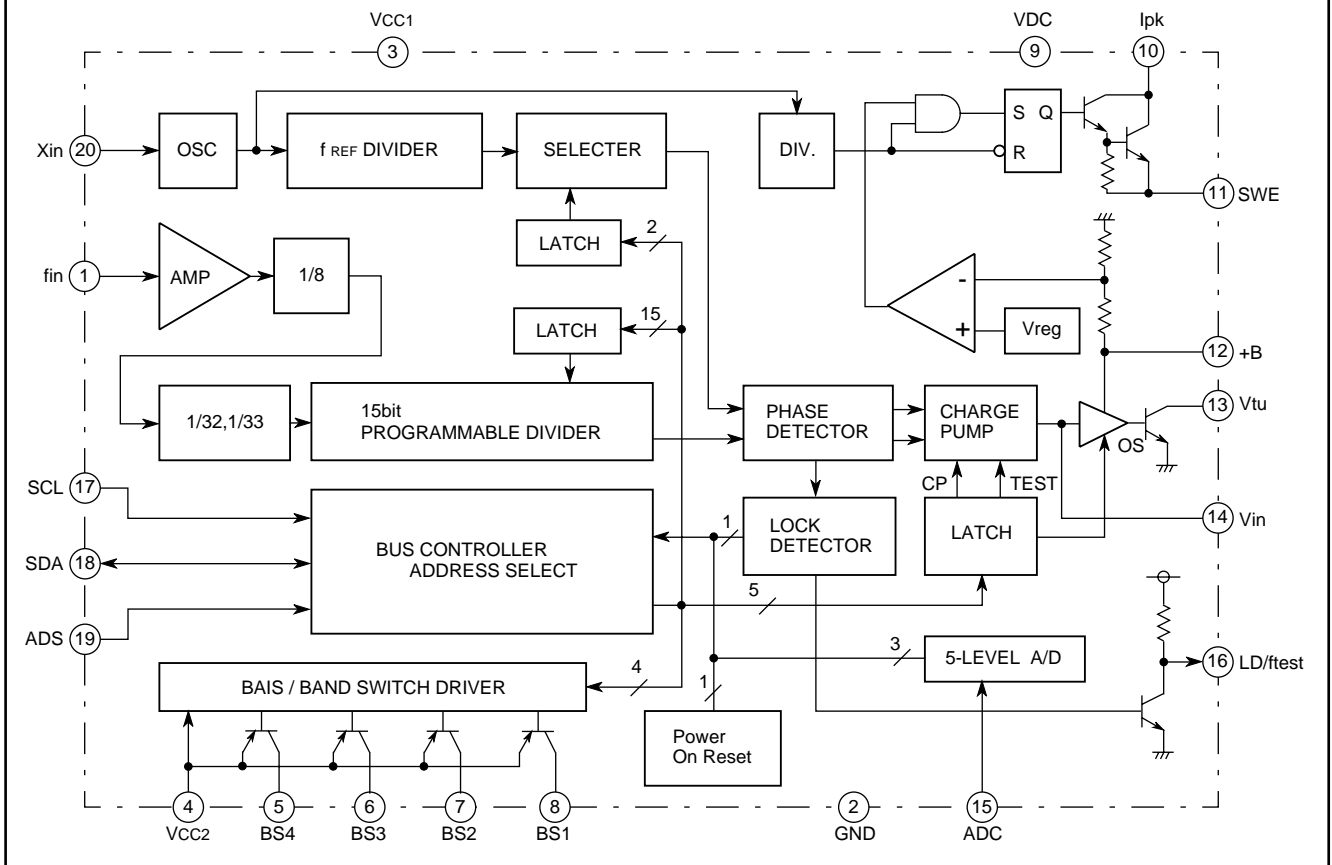 VCC1
VDC
Ipk
3
9
10
Xin 20
OSC
f REF DIVIDER
SELECTER
DIV.
S Q
R
11 SWE
LATCH
2
fin 1
AMP
1/8
-
+
Vreg
LATCH
15
12 +B
1/32,1/33
15bit
PROGRAMMABLE DIVIDER
PHASE
DETECTOR
CHARGE
PUMP
OS
13 Vtu
CP
TEST
SCL 17
14 Vin
BUS CONTROLLER
ADDRESS SELECT
1
LOCK
DETECTOR
LATCH
SDA 18
5
ADS 19
3
5-LEVEL A/D
16 LD/ftest
BAIS / BAND SWITCH DRIVER
4
1
Power
On Reset
4
5
6
7
8
2
15
VCC2
BS4
BS3
BS2
BS1
GND
ADC